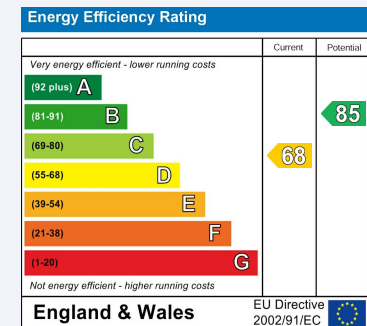 Energy Efficiency Rating
Current Potential
Very energy efficient - lower running costs
(92 plus) A
(81-91) B
85
(69-80) C
68
(55-68) D
(39-54) E
(21-38) F
(1-20) G
Not energy efficient - higher running costs
England & Wales
EU Directive
2002/91/EC